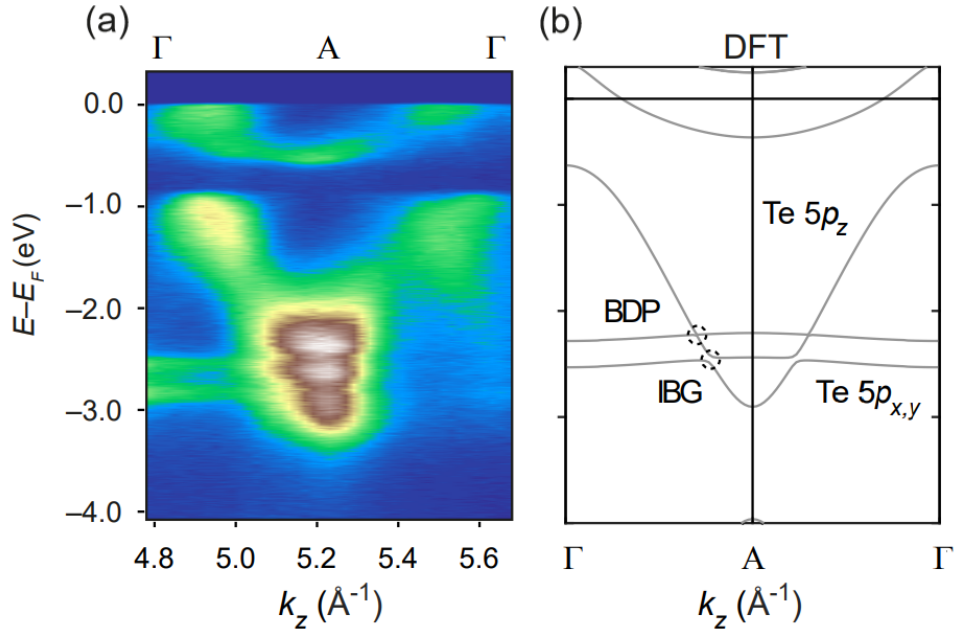 (a)
Γ A Γ
0.0
–1.0
–2.0
–3.0
–4.0
E–E_F (eV)
4.8 5.0 5.2 5.4 5.6
k_z (Å⁻¹)
(b)
DFT
Te 5p_z
BDP
IBG
Te 5p_x,y
Γ A Γ
k_z (Å⁻¹)